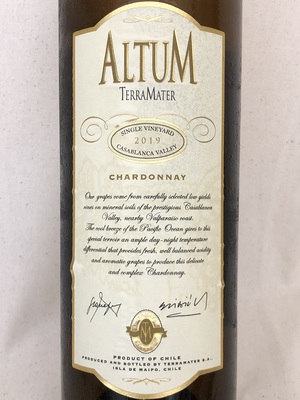 ALTUM
TERRAMATER
SINGLE VINEYARD
2019
CASABLANCA VALLEY
CHARDONNAY
Our grapes come from carefully selected low yields
vines on mineral soils of the prestigious Casablanca
Valley, nearby Valparaiso coast.
The cool breeze of the Pacific Ocean gives to this
special terroir an ample day-night temperature
differential that provides fresh, well balanced acidity
and aromatic grapes to produce this delicate
and complex Chardonnay.
PRODUCT OF CHILE
PRODUCED AND BOTTLED BY TERRAMATER S.A.,
ISLA DE MAIPO, CHILE